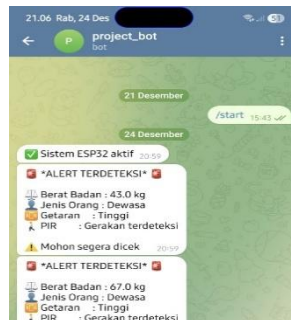 21.06 Rab, 24 Des
53
P
project_bot
bot
21 Desember
/start 15:43
24 Desember
✅ Sistem ESP32 aktif 20:59
🚨 *ALERT TERDETEKSI* 🚨
Berat Badan : 43.0 kg
Jenis Orang : Dewasa
Getaran : Tinggi
PIR : Gerakan terdeteksi
⚠️ Mohon segera dicek 20:59
🚨 *ALERT TERDETEKSI* 🚨
Berat Badan : 67.0 kg
Jenis Orang : Dewasa
Getaran : Tinggi
PIR : Gerakan terdeteksi